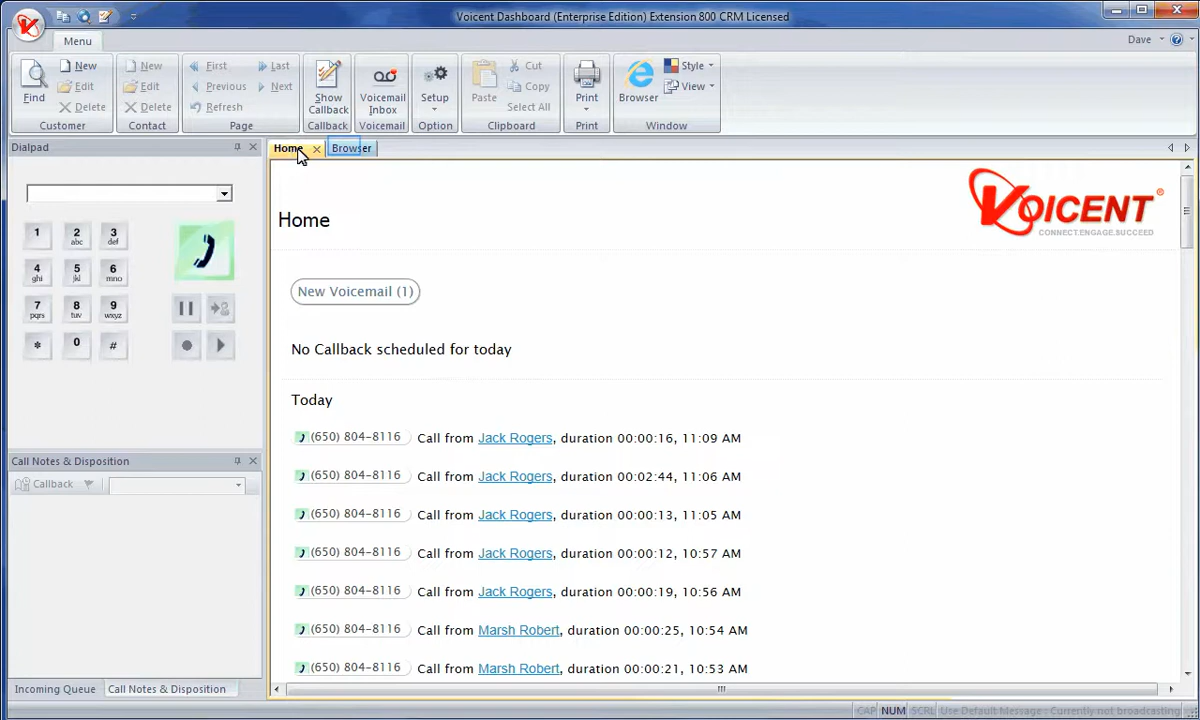 Voicent Dashboard (Enterprise Edition) Extension 800 CRM Licensed
Menu
Dave
Find
New
Edit
Delete
Customer
New
Edit
Delete
Contact
First
Previous
Refresh
Last
Next
Page
Show Callback
Callback
Voicemail Inbox
Voicemail
Setup
Option
Paste
Cut
Copy
Select All
Clipboard
Print
Print
Browser
Style
View
Window
Dialpad
Home
Browser
1
2 abc
3 def
4 ghi
5 jkl
6 mno
7 pqrs
8 tuv
9 wxyz
*
0
#
Call Notes & Disposition
Callback
Incoming Queue
Call Notes & Disposition
VOICENT®
CONNECT.ENGAGE.SUCCEED
Home
New Voicemail (1)
No Callback scheduled for today
Today
(650) 804-8116 Call from Jack Rogers, duration 00:00:16, 11:09 AM
(650) 804-8116 Call from Jack Rogers, duration 00:02:44, 11:06 AM
(650) 804-8116 Call from Jack Rogers, duration 00:00:13, 11:05 AM
(650) 804-8116 Call from Jack Rogers, duration 00:00:12, 10:57 AM
(650) 804-8116 Call from Jack Rogers, duration 00:00:19, 10:56 AM
(650) 804-8116 Call from Marsh Robert, duration 00:00:25, 10:54 AM
(650) 804-8116 Call from Marsh Robert, duration 00:00:21, 10:53 AM
CAP NUM SCRL Use Default Message : Currently not broadcasting